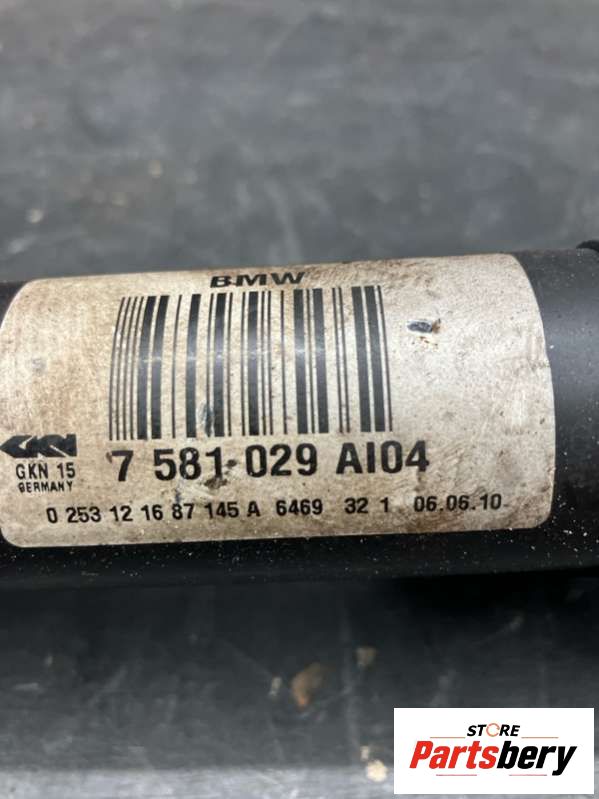 BMW
GKN
GKN 15
GERMANY
7 581 029 AI04
0 253 12 16 87 145 A 6469 32 1 06.06.10
STORE
Partsbery